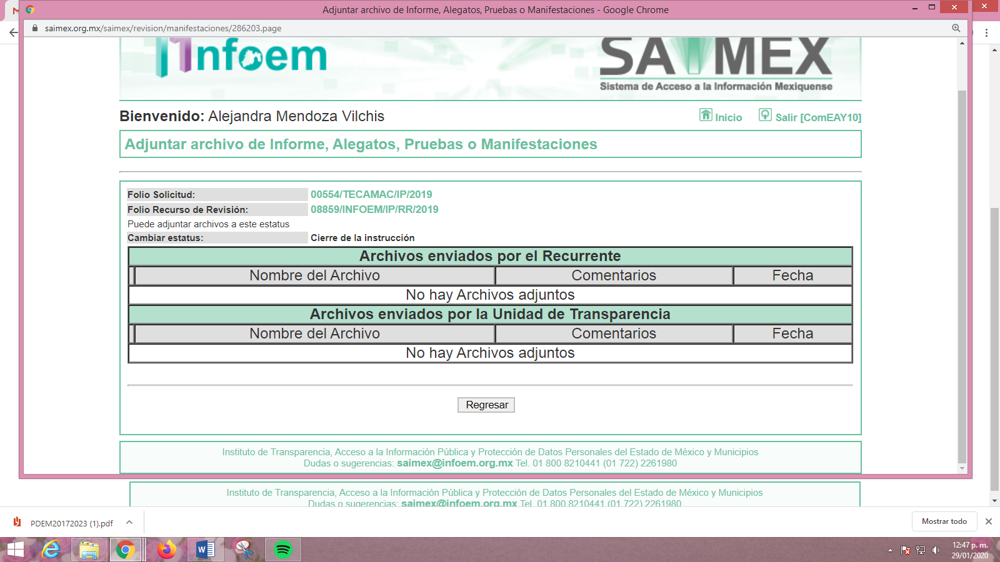 Adjuntar archivo de Informe, Alegatos, Pruebas o Manifestaciones - Google Chrome
saimex.org.mx/saimex/revision/manifestaciones/286203.page
infoem
SAIMEX
Sistema de Acceso a la Información Mexiquense
Bienvenido: Alejandra Mendoza Vilchis
Inicio Salir [ComEAY10]
Adjuntar archivo de Informe, Alegatos, Pruebas o Manifestaciones
Folio Solicitud: 00554/TECAMAC/IP/2019
Folio Recurso de Revisión: 08859/INFOEM/IP/RR/2019
Puede adjuntar archivos a este estatus
Cambiar estatus: Cierre de la instrucción
Archivos enviados por el Recurrente
Nombre del Archivo Comentarios Fecha
No hay Archivos adjuntos
Archivos enviados por la Unidad de Transparencia
Nombre del Archivo Comentarios Fecha
No hay Archivos adjuntos
Regresar
Instituto de Transparencia, Acceso a la Información Pública y Protección de Datos Personales del Estado de México y Municipios
Dudas o sugerencias: saimex@infoem.org.mx Tel. 01 800 8210441 (01 722) 2261980
Instituto de Transparencia, Acceso a la Información Pública y Protección de Datos Personales del Estado de México y Municipios
Dudas o sugerencias: saimex@infoem.org.mx Tel. 01 800 8210441 (01 722) 2261980
PDEM20172023 (1).pdf
Mostrar todo
12:47 p. m.
29/01/2020